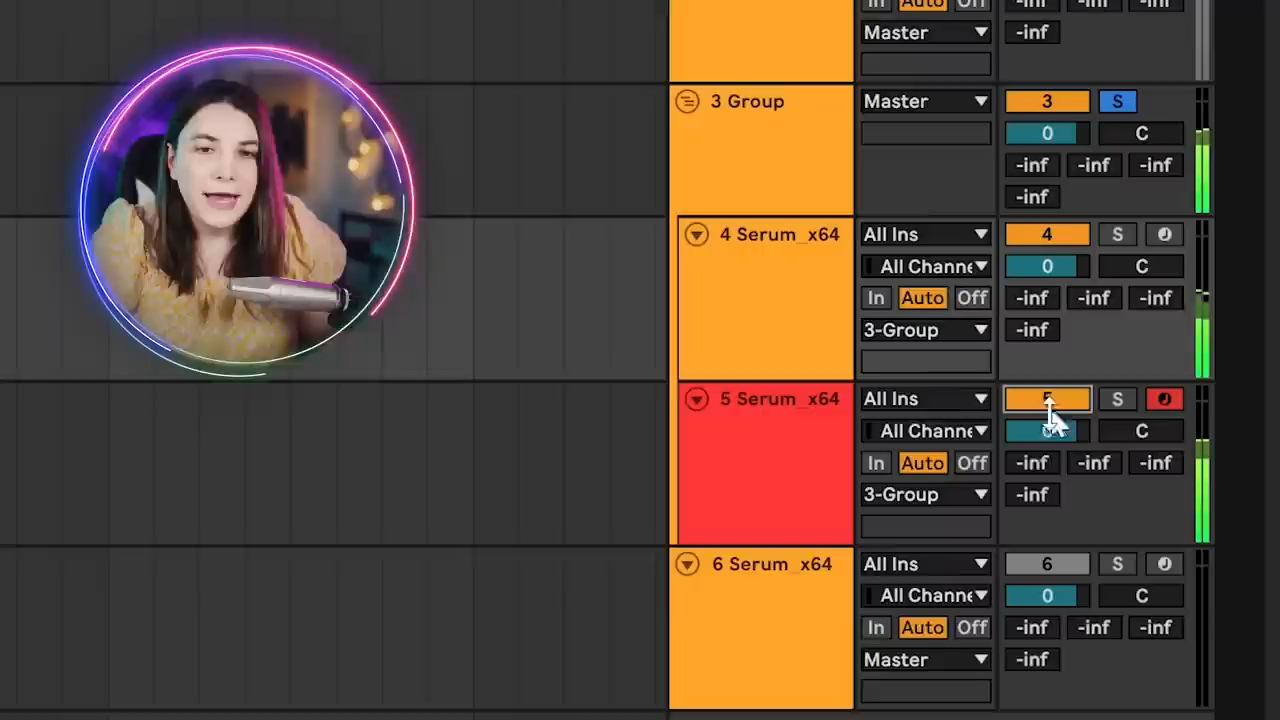 In Auto Off -inf -inf -inf
Master -inf
3 Group Master 3 S
0 C
-inf -inf -inf
-inf
4 Serum_x64 All Ins 4 S
All Channe 0 C
In Auto Off -inf -inf -inf
3-Group -inf
5 Serum_x64 All Ins S
All Channe C
In Auto Off -inf -inf -inf
3-Group -inf
6 Serum_x64 All Ins 6 S
All Channe 0 C
In Auto Off -inf -inf -inf
Master -inf